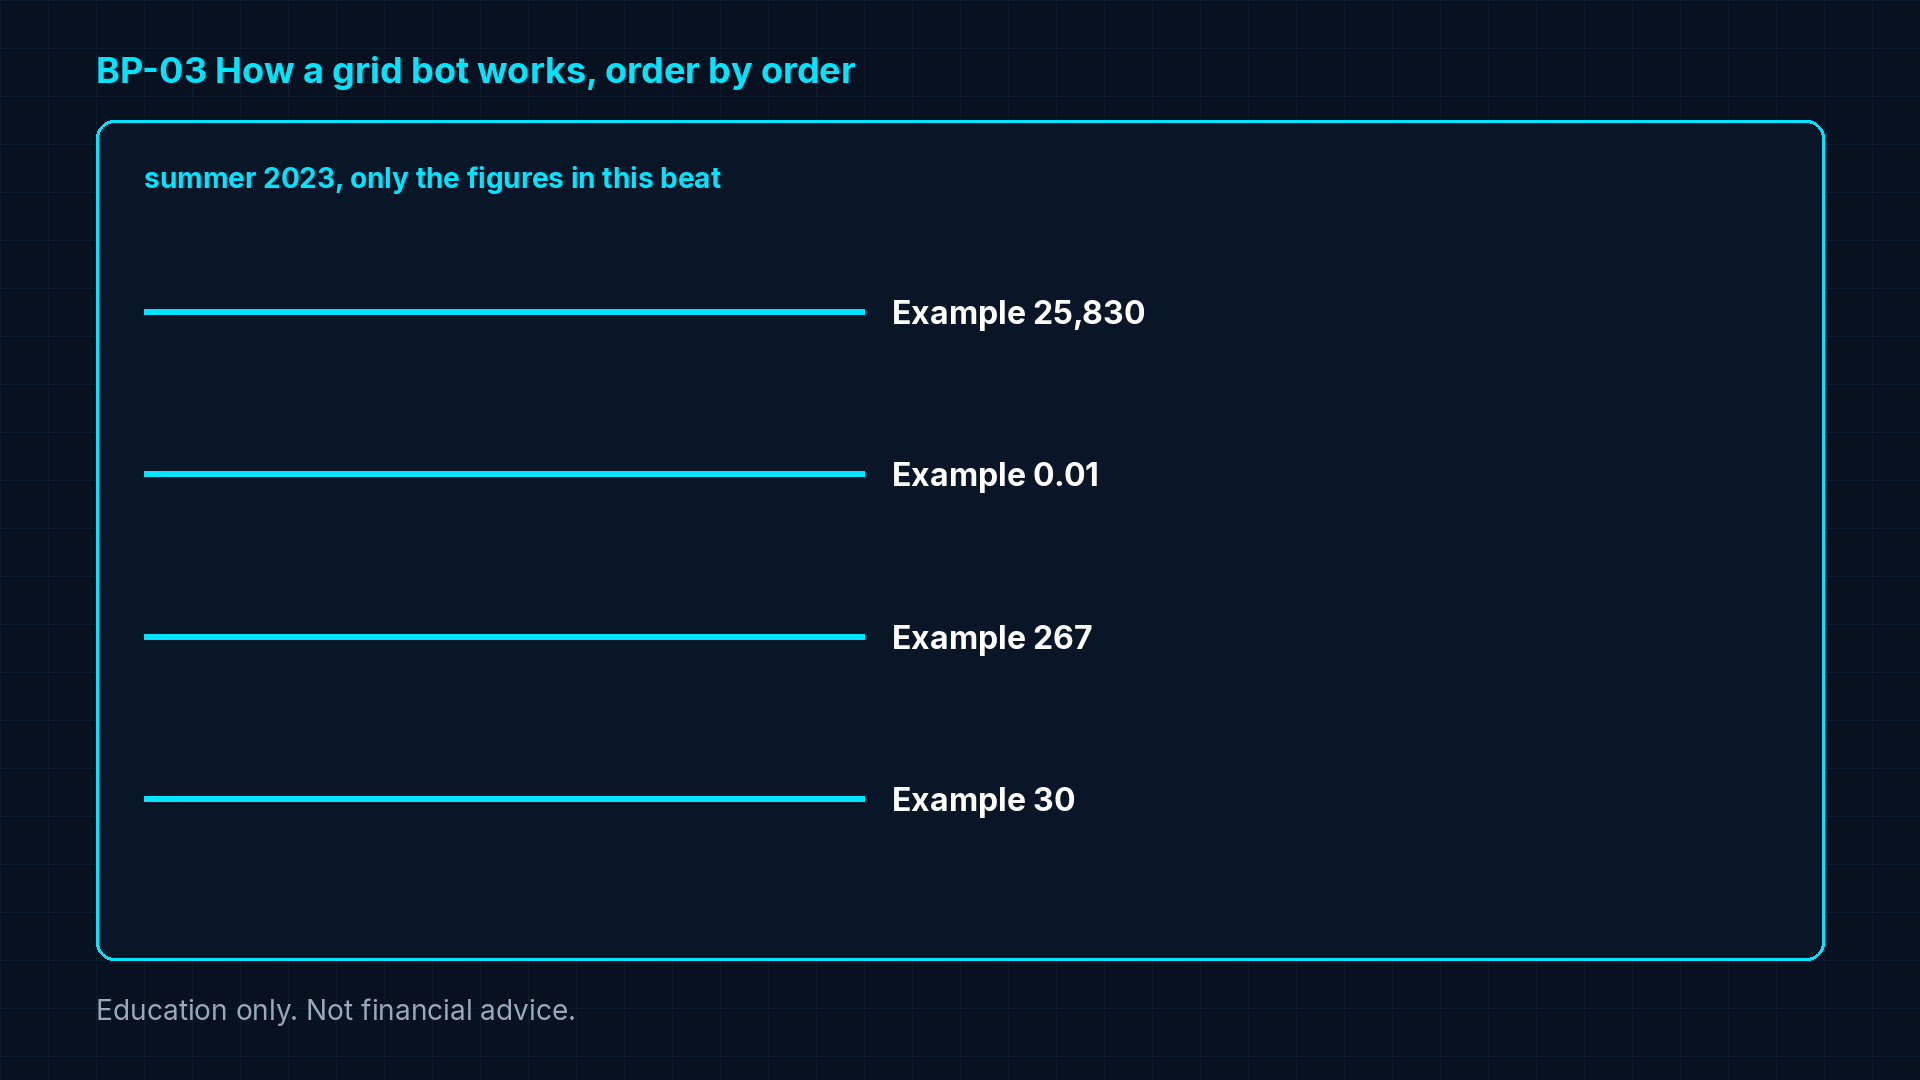 BP-03 How a grid bot works, order by order
summer 2023, only the figures in this beat
Example 25,830
Example 0.01
Example 267
Example 30
Education only. Not financial advice.